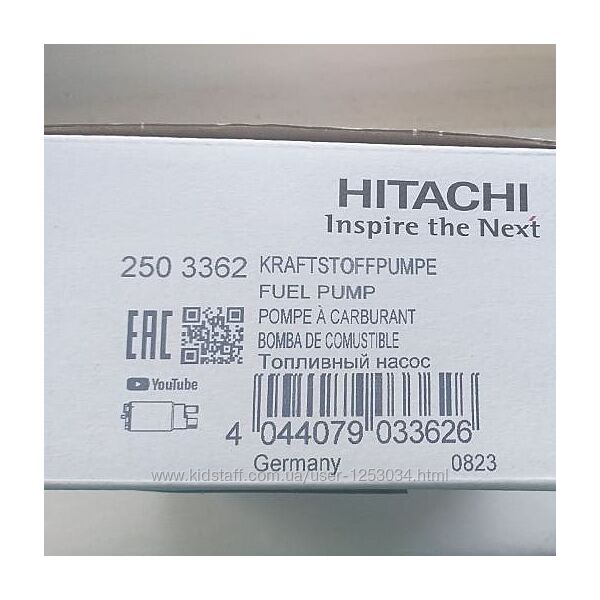 HITACHI
Inspire the Next
250 3362
KRAFTSTOFFPUMPE
FUEL PUMP
POMPE À CARBURANT
BOMBA DE COMUSTIBLE
Топливный насос
EAC
YouTube
4 044079 033626
Germany
0823
www.kidstaff.com.ua/user-1253034.html